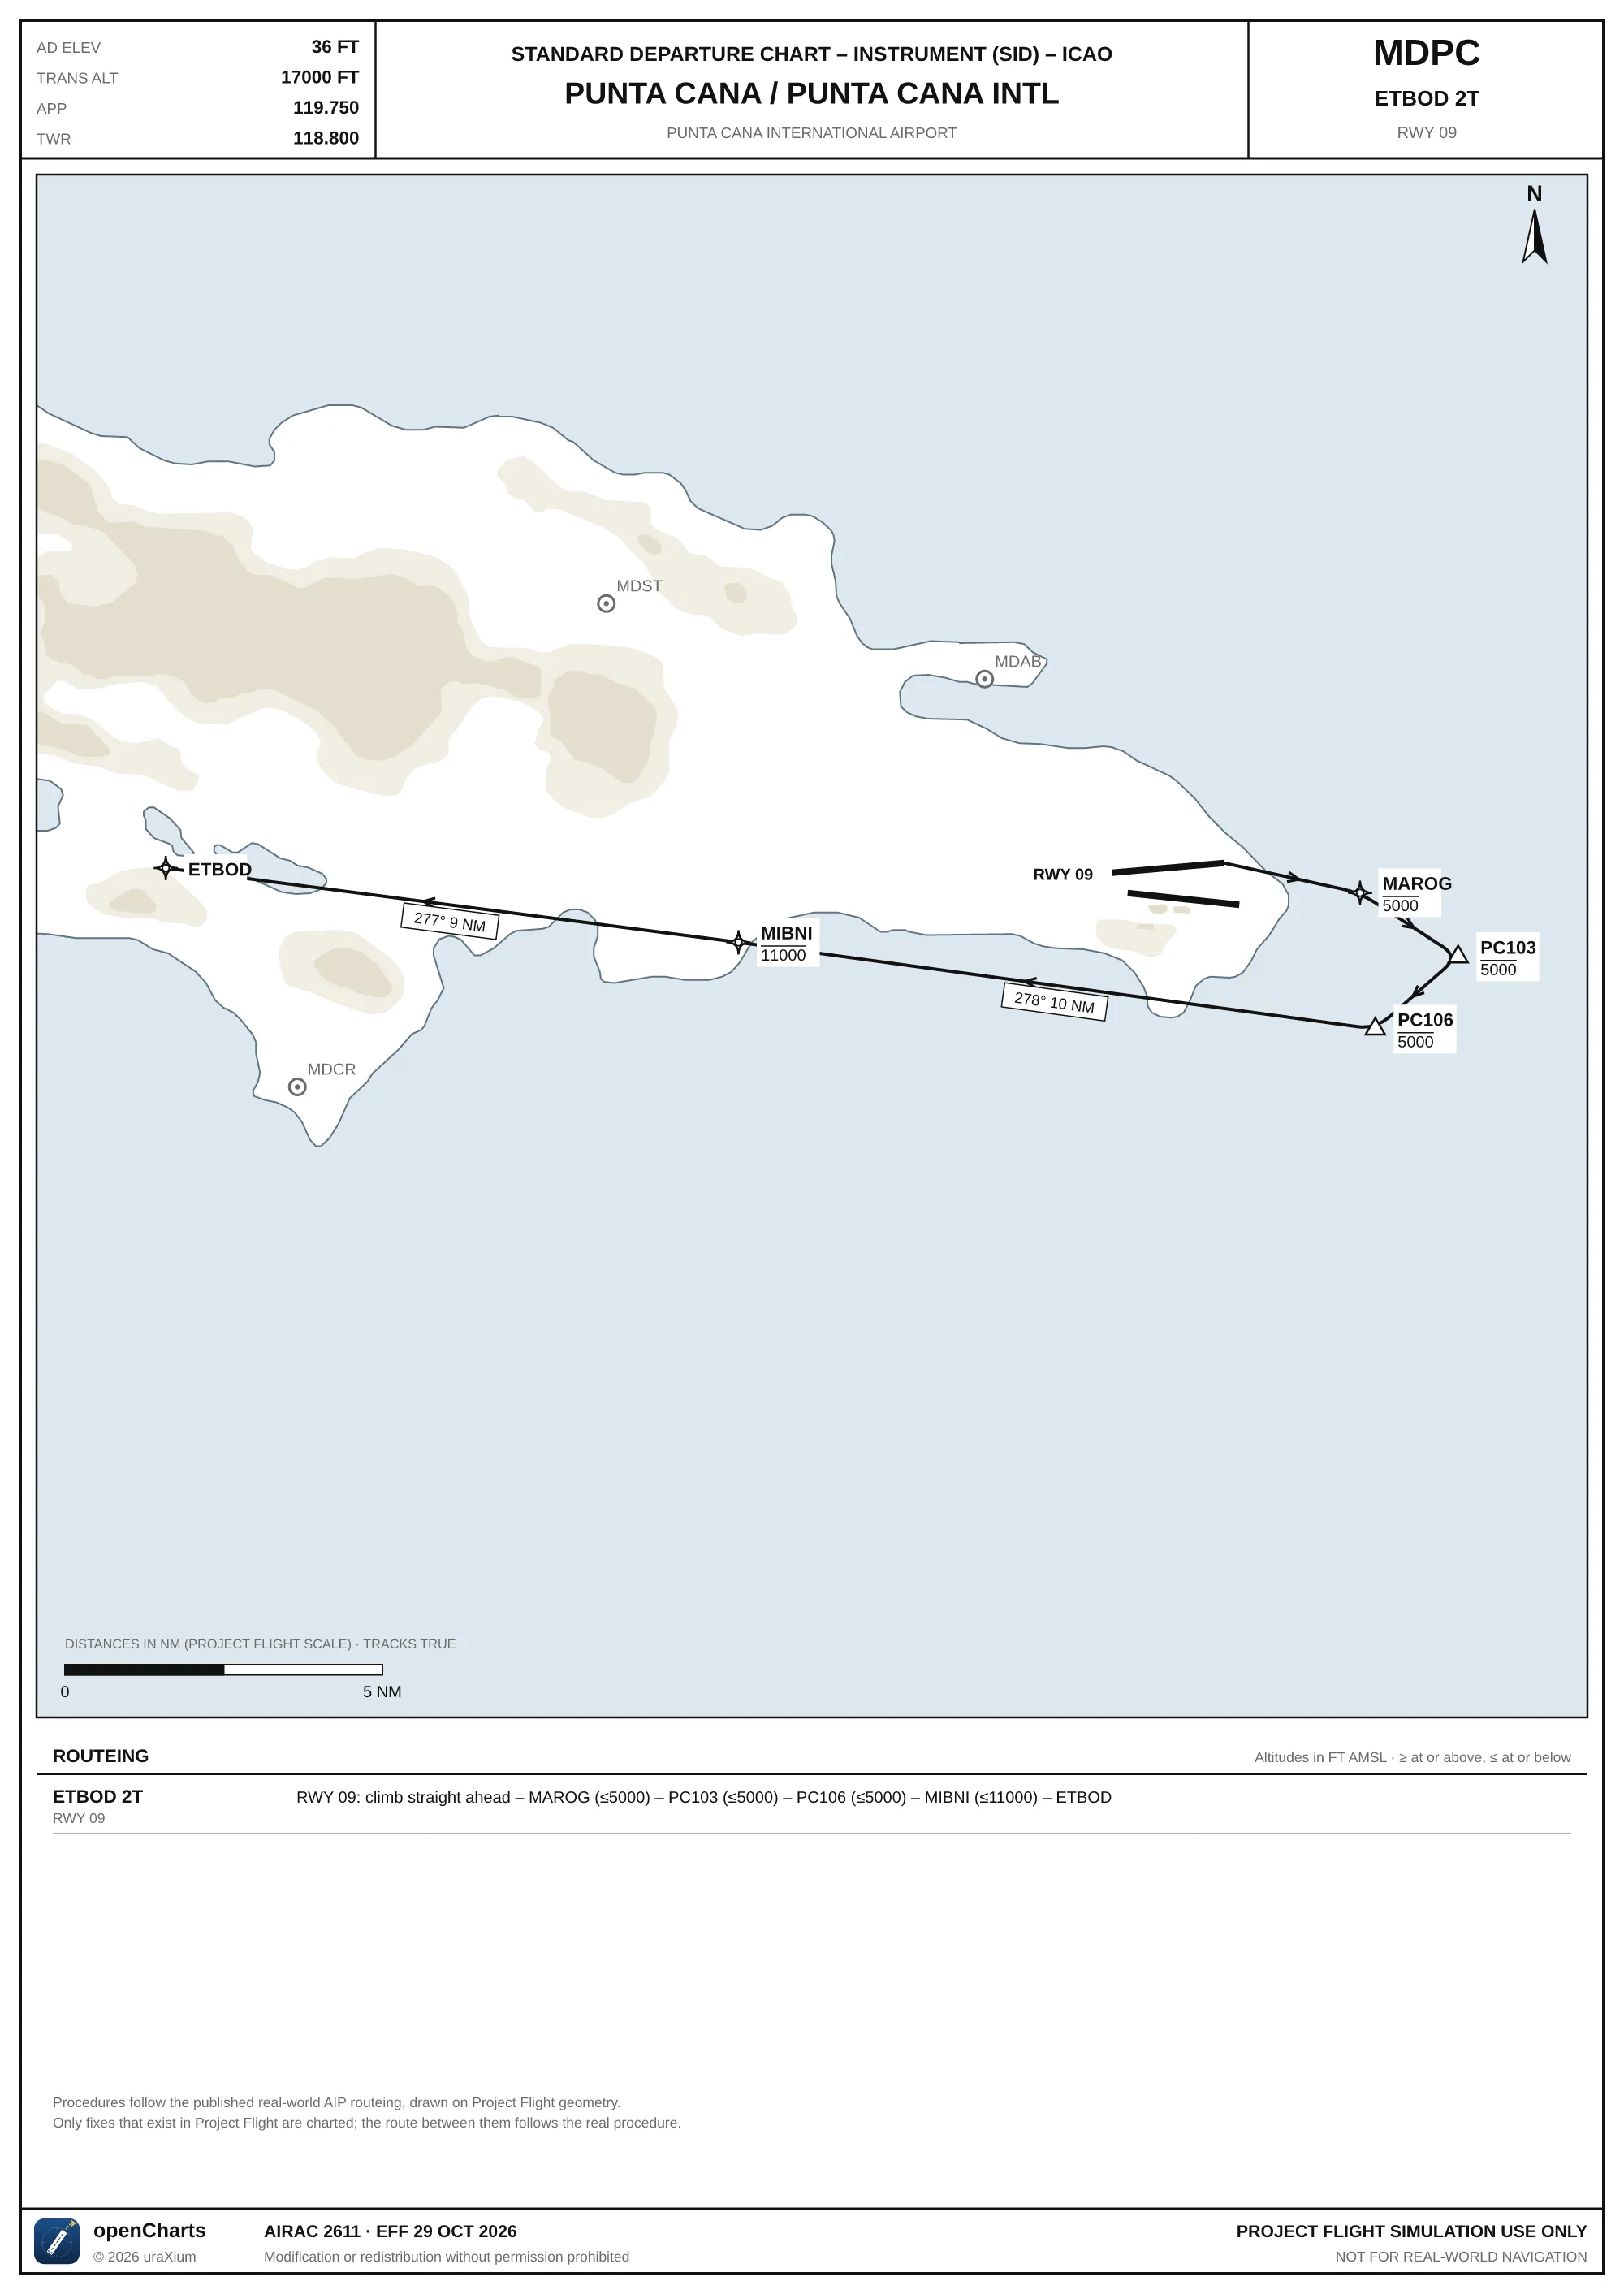 AD ELEV 36 FT
TRANS ALT 17000 FT
APP 119.750
TWR 118.800
STANDARD DEPARTURE CHART – INSTRUMENT (SID) – ICAO
PUNTA CANA / PUNTA CANA INTL
PUNTA CANA INTERNATIONAL AIRPORT
MDPC
ETBOD 2T
RWY 09
N
MDST
MDAB
ETBOD
RWY 09
MAROG
5000
277° 9 NM
MIBNI
11000
PC103
5000
278° 10 NM
PC106
5000
MDCR
DISTANCES IN NM (PROJECT FLIGHT SCALE) · TRACKS TRUE
0 5 NM
ROUTEING
Altitudes in FT AMSL · ≥ at or above, ≤ at or below
ETBOD 2T
RWY 09: climb straight ahead – MAROG (≤5000) – PC103 (≤5000) – PC106 (≤5000) – MIBNI (≤11000) – ETBOD
RWY 09
Procedures follow the published real-world AIP routeing, drawn on Project Flight geometry.
Only fixes that exist in Project Flight are charted; the route between them follows the real procedure.
openCharts
© 2026 uraXium
AIRAC 2611 · EFF 29 OCT 2026
Modification or redistribution without permission prohibited
PROJECT FLIGHT SIMULATION USE ONLY
NOT FOR REAL-WORLD NAVIGATION